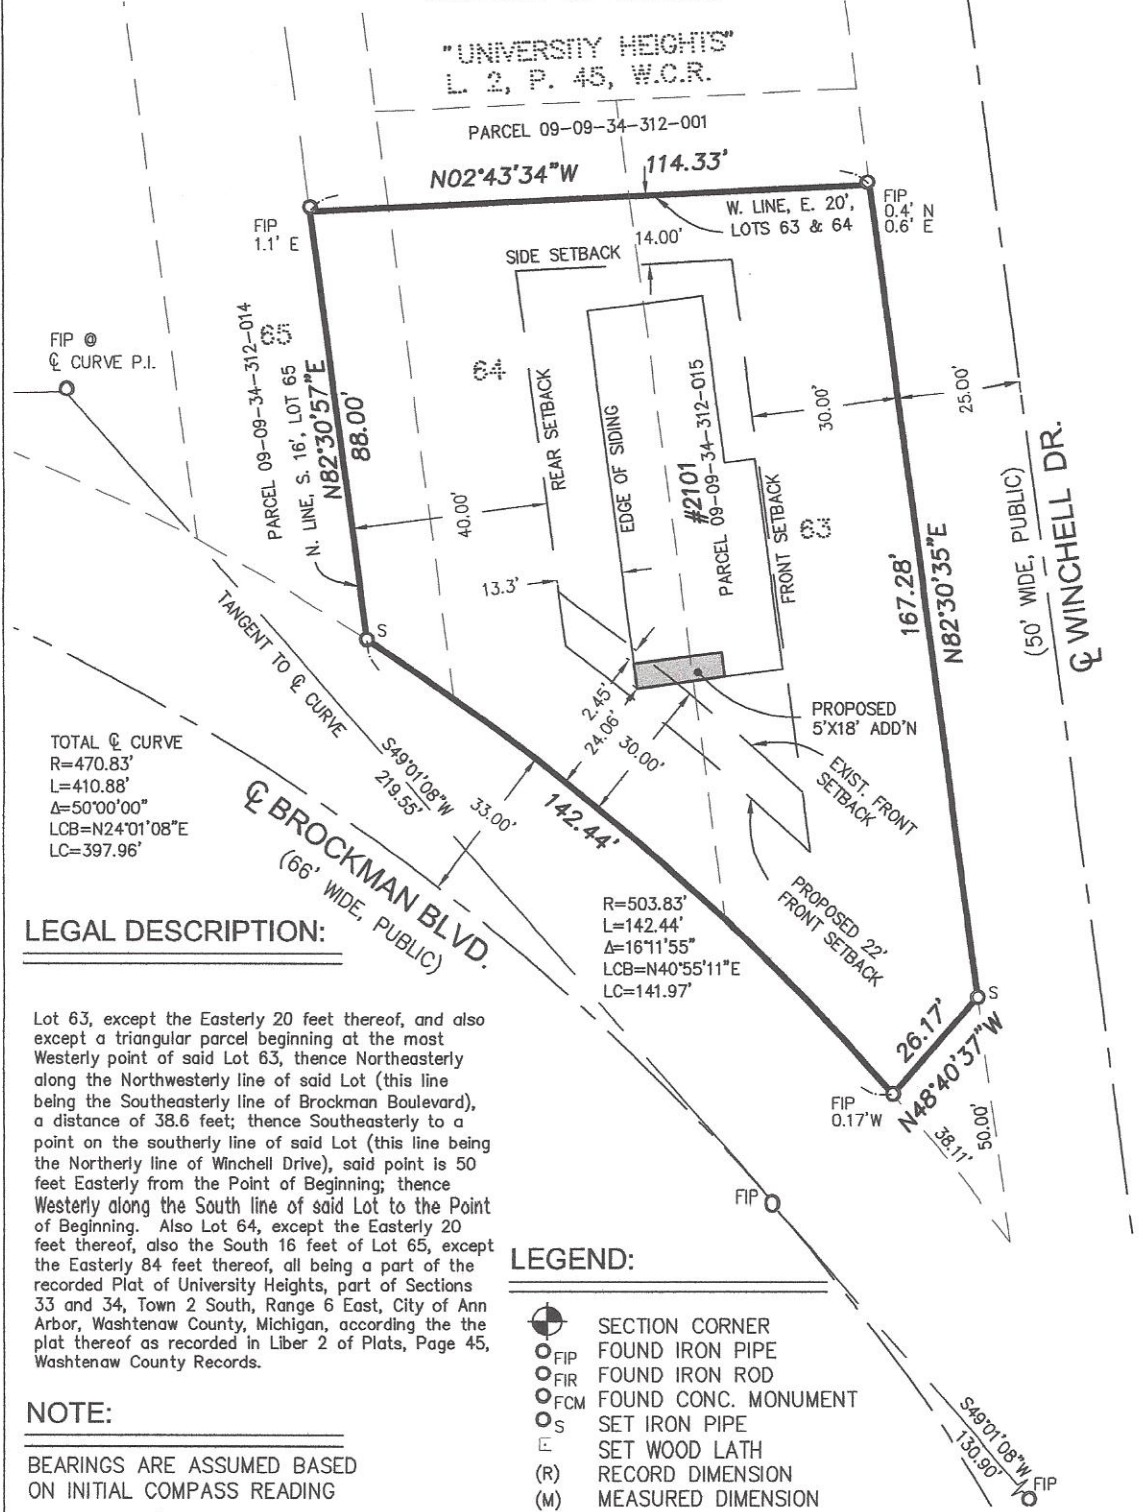 "UNIVERSITY HEIGHTS"
L. 2, P. 45, W.C.R.
PARCEL 09-09-34-312-001
N02°43'34"W
114.33'
FIP
1.1' E
FIP
0.4' N
0.6' E
W. LINE, E. 20',
LOTS 63 & 64
14.00'
SIDE SETBACK
65
64
63
FIP @
℄ CURVE P.I.
PARCEL 09-09-34-312-014
N. LINE, S. 16', LOT 65
N82°30'57"E
88.00'
REAR SETBACK
EDGE OF SIDING
#2101
PARCEL 09-09-34-312-015
FRONT SETBACK
30.00'
25.00'
40.00'
13.3'
(50' WIDE, PUBLIC)
℄ WINCHELL DR.
167.28'
N82°30'35"E
S
TANGENT TO ℄ CURVE
S49°01'08"W
219.55'
2.45'
24.06'
30.00'
33.00'
142.44'
PROPOSED
5'X18' ADD'N
EXIST. FRONT
SETBACK
PROPOSED 22'
FRONT SETBACK
TOTAL ℄ CURVE
R=470.83'
L=410.88'
Δ=50°00'00"
LCB=N24°01'08"E
LC=397.96'
℄ BROCKMAN BLVD.
(66' WIDE, PUBLIC)
R=503.83'
L=142.44'
Δ=16°11'55"
LCB=N40°55'11"E
LC=141.97'
S
26.17'
N48°40'37"W
FIP
0.17'W
38.11'
50.00'
FIP
LEGAL DESCRIPTION:
Lot 63, except the Easterly 20 feet thereof, and also
except a triangular parcel beginning at the most
Westerly point of said Lot 63, thence Northeasterly
along the Northwesterly line of said Lot (this line
being the Southeasterly line of Brockman Boulevard),
a distance of 38.6 feet; thence Southeasterly to a
point on the southerly line of said Lot (this line being
the Northerly line of Winchell Drive), said point is 50
feet Easterly from the Point of Beginning; thence
Westerly along the South line of said Lot to the Point
of Beginning. Also Lot 64, except the Easterly 20
feet thereof, also the South 16 feet of Lot 65, except
the Easterly 84 feet thereof, all being a part of the
recorded Plat of University Heights, part of Sections
33 and 34, Town 2 South, Range 6 East, City of Ann
Arbor, Washtenaw County, Michigan, according the the
plat thereof as recorded in Liber 2 of Plats, Page 45,
Washtenaw County Records.
NOTE:
BEARINGS ARE ASSUMED BASED
ON INITIAL COMPASS READING
LEGEND:
SECTION CORNER
FIP FOUND IRON PIPE
FIR FOUND IRON ROD
FCM FOUND CONC. MONUMENT
S SET IRON PIPE
SET WOOD LATH
(R) RECORD DIMENSION
(M) MEASURED DIMENSION
S49°01'08"W
130.90'
FIP